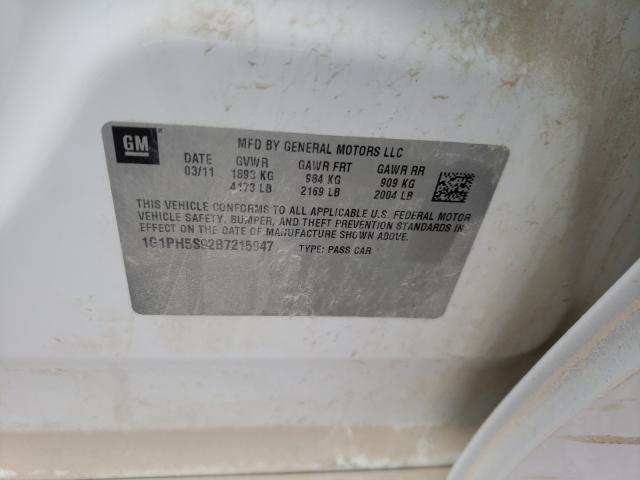 GM
MFD BY GENERAL MOTORS LLC
DATE GVWR GAWR FRT GAWR RR
03/11 1893 KG 984 KG 909 KG
4173 LB 2169 LB 2004 LB
THIS VEHICLE CONFORMS TO ALL APPLICABLE U.S. FEDERAL MOTOR
VEHICLE SAFETY, BUMPER, AND THEFT PREVENTION STANDARDS
IN EFFECT ON THE DATE OF MANUFACTURE SHOWN ABOVE.
1G1PH5S92B7215947 TYPE: PASS CAR